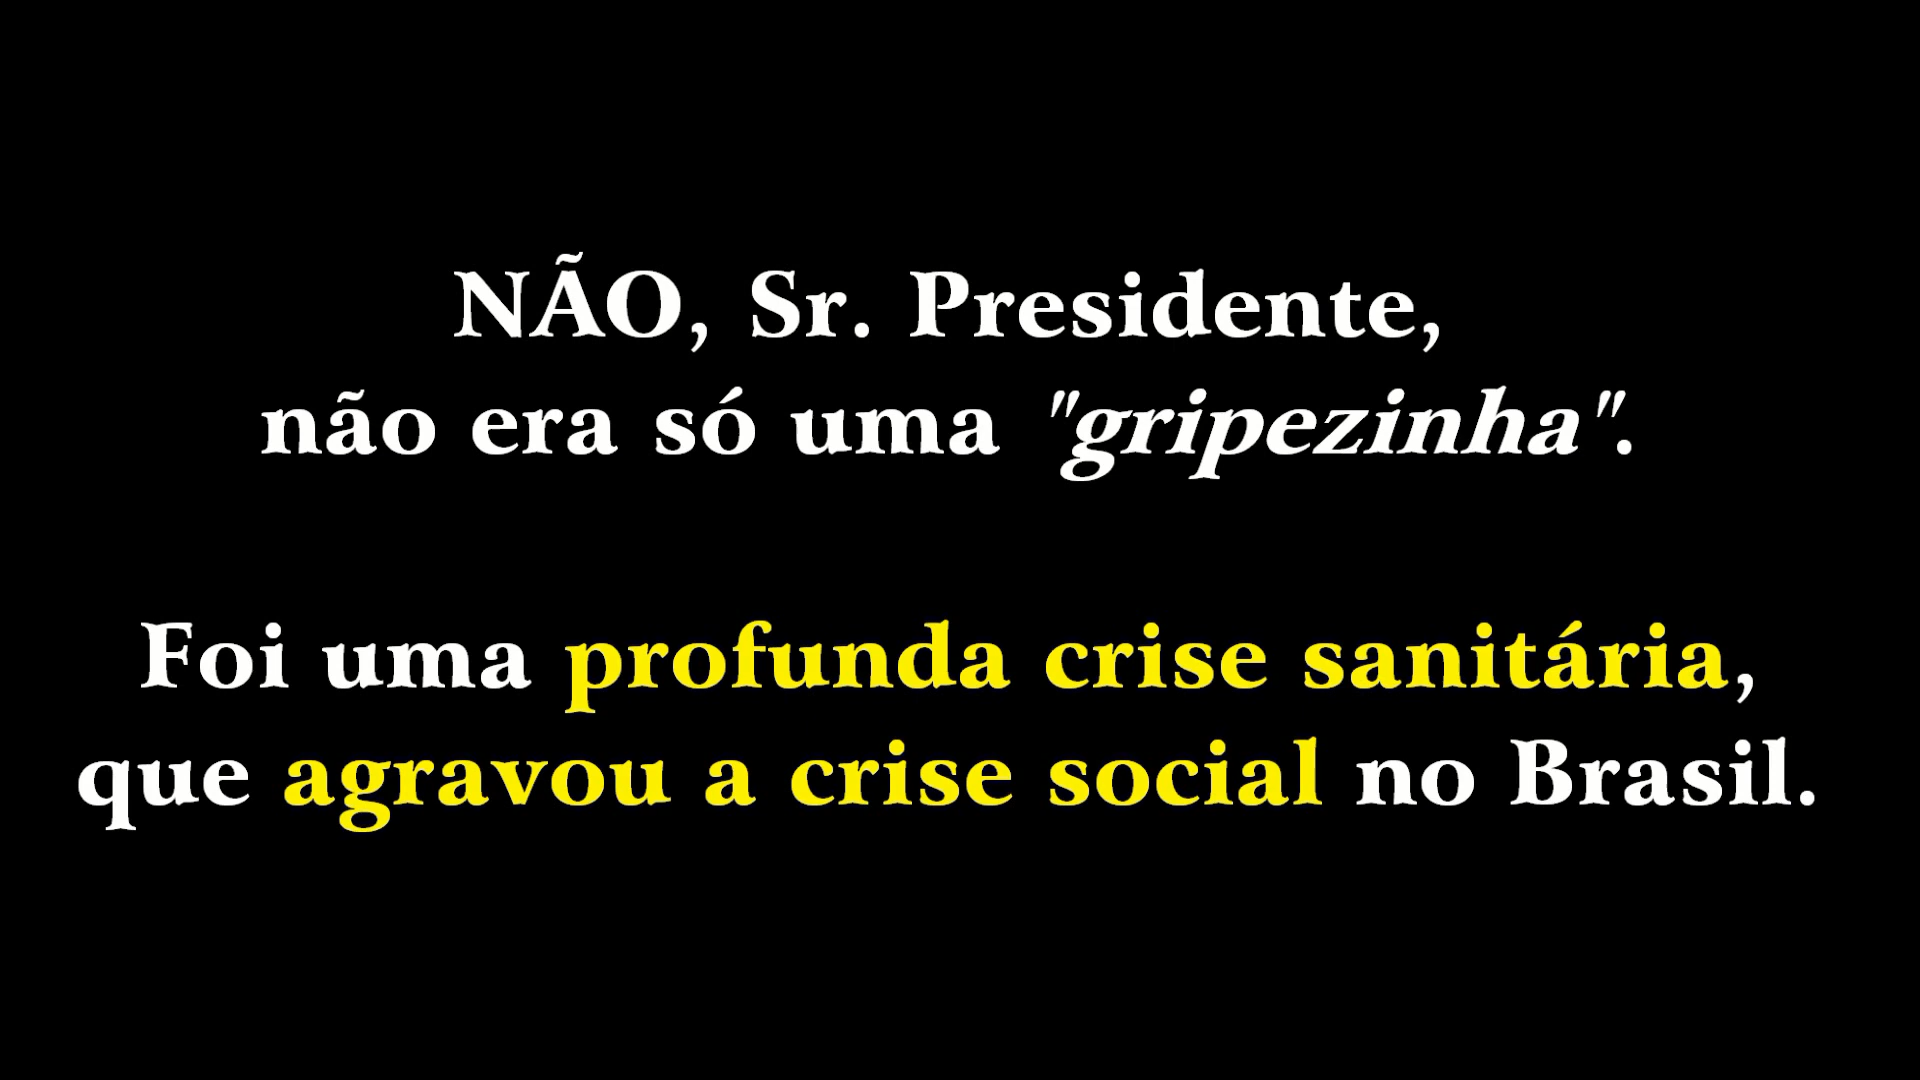 NÃO, Sr. Presidente,
não era só uma "gripezinha".
Foi uma profunda crise sanitária,
que agravou a crise social no Brasil.